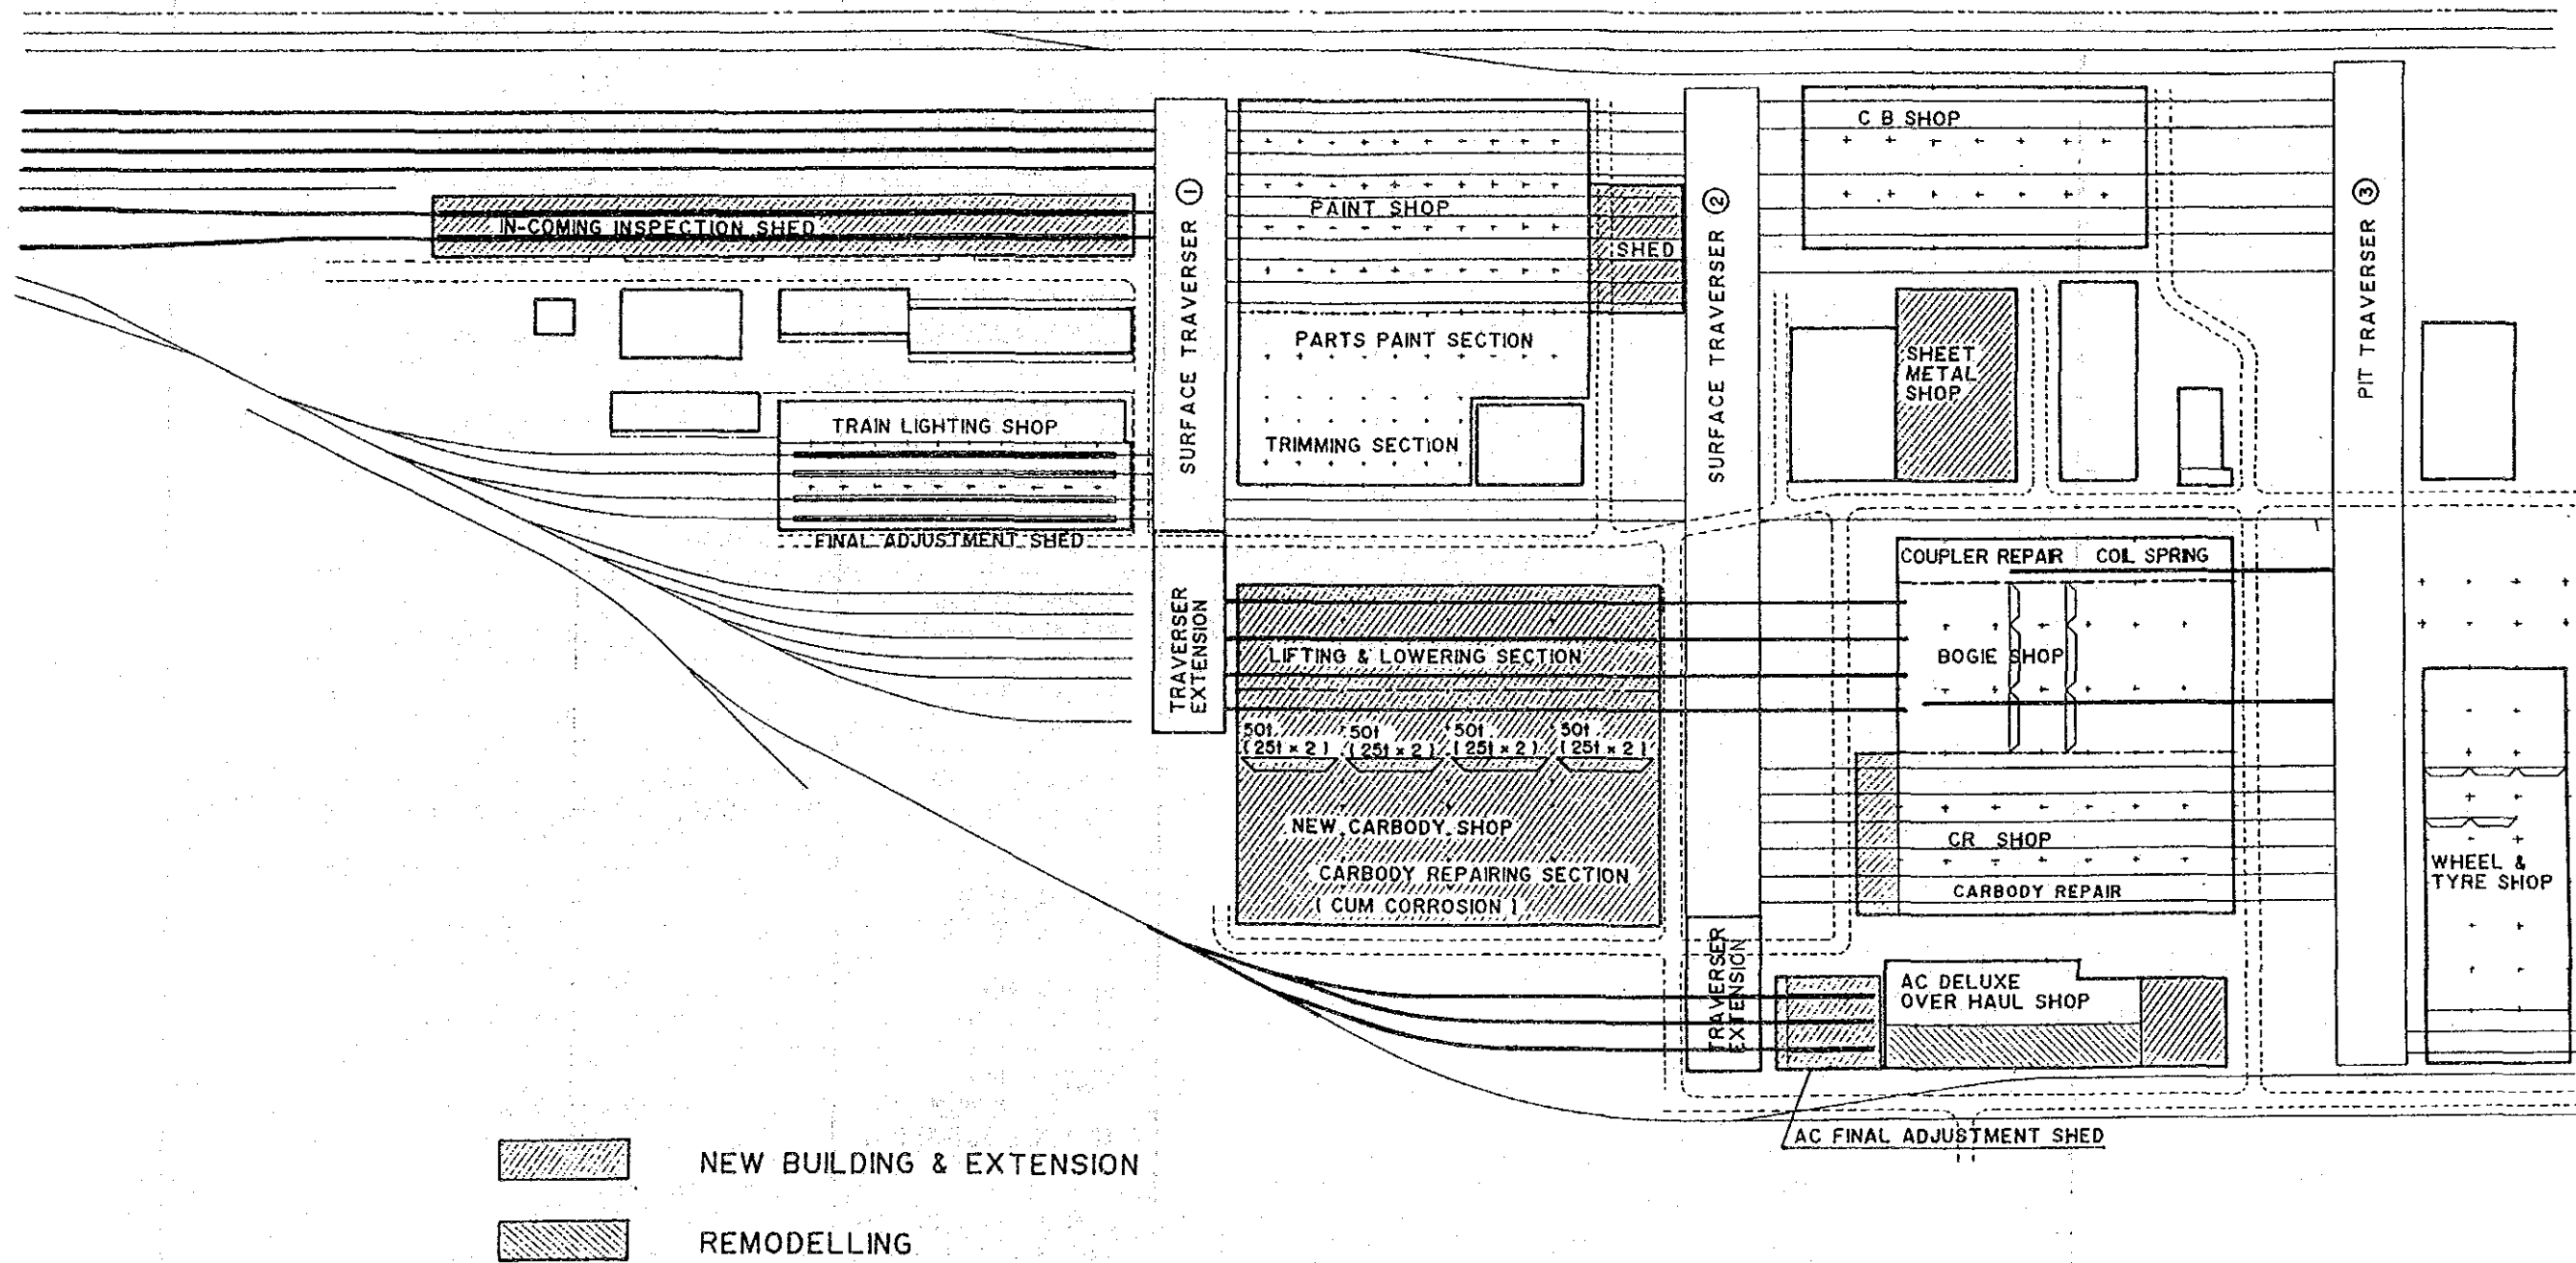 C B SHOP
SURFACE TRAVERSER ①
SURFACE TRAVERSER ②
PIT TRAVERSER ③
IN-COMING INSPECTION SHED
PAINT SHOP
SHED
PARTS PAINT SECTION
SHEET
METAL
SHOP
TRAIN LIGHTING SHOP
TRIMMING SECTION
FINAL ADJUSTMENT SHED
COUPLER REPAIR
COIL SPRING
TRAVERSER
EXTENSION
LIFTING & LOWERING SECTION
BOGIE SHOP
50t
(25t × 2)
50t
(25t × 2)
50t
(25t × 2)
50t
(25t × 2)
NEW CARBODY SHOP
CR SHOP
CARBODY REPAIRING SECTION
( CUM CORROSION )
CARBODY REPAIR
WHEEL &
TYRE SHOP
TRAVERSER
EXTENSION
AC DELUXE
OVER HAUL SHOP
AC FINAL ADJUSTMENT SHED
NEW BUILDING & EXTENSION
REMODELLING